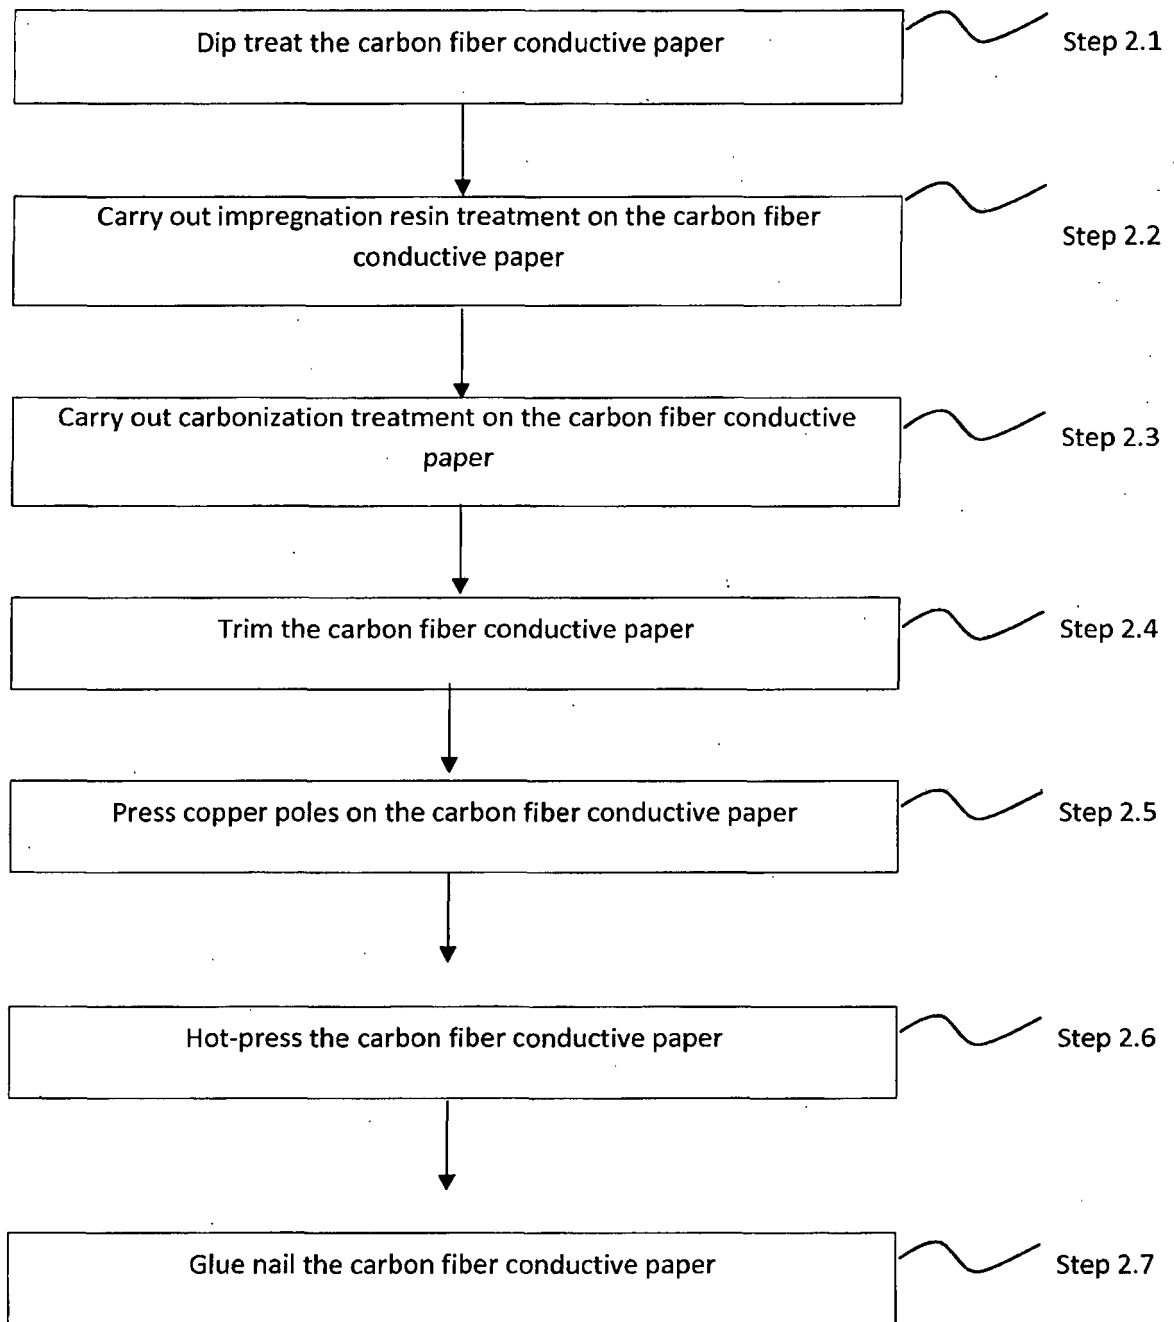 Dip treat the carbon fiber conductive paper
Step 2.1
Carry out impregnation resin treatment on the carbon fiber
conductive paper
Step 2.2
Carry out carbonization treatment on the carbon fiber conductive
paper
Step 2.3
Trim the carbon fiber conductive paper
Step 2.4
Press copper poles on the carbon fiber conductive paper
Step 2.5
Hot-press the carbon fiber conductive paper
Step 2.6
Glue nail the carbon fiber conductive paper
Step 2.7